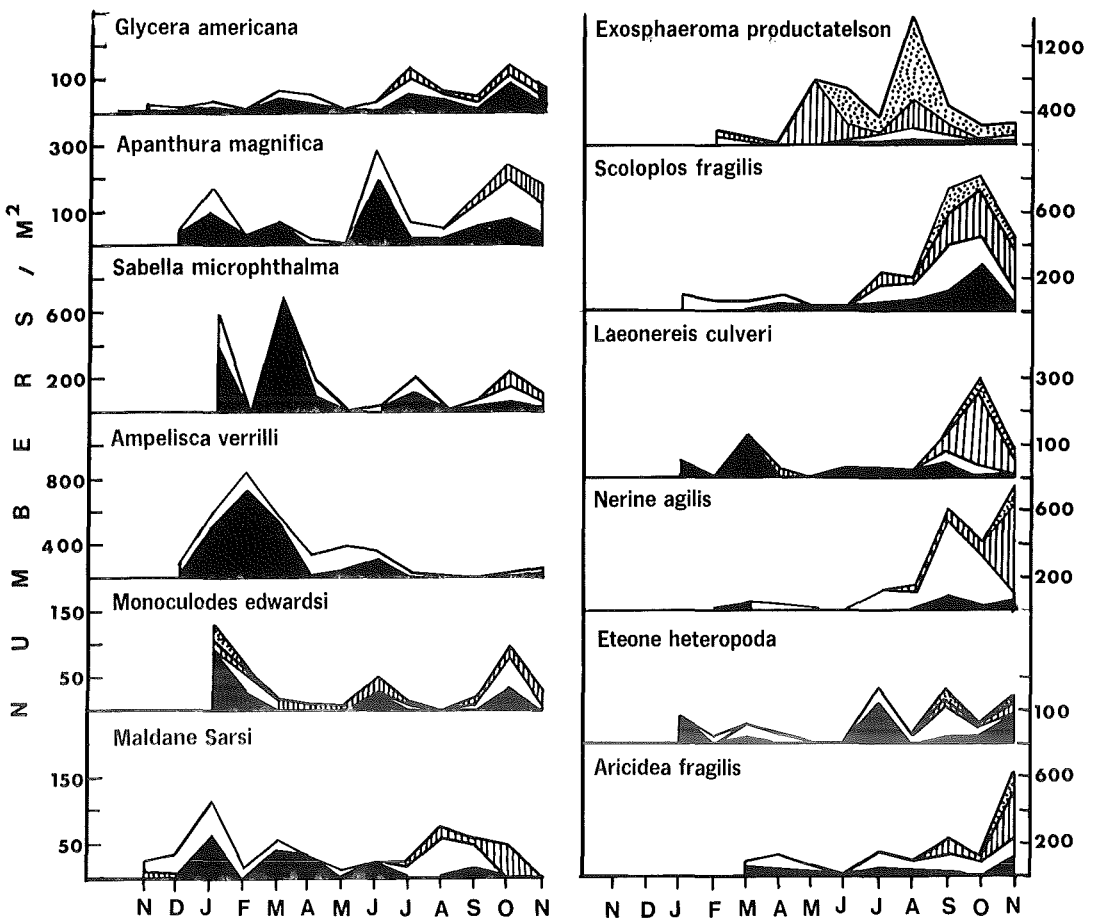 NUMBERS / M2
Glycera americana
100
Apanthura magnifica
300
100
Sabella microphthalma
600
200
Ampelisca verrilli
800
400
Monoculodes edwardsi
150
50
Maldane Sarsi
150
50
N D J F M A M J J A S O N
Exosphaeroma productatelson
1200
400
Scoloplos fragilis
600
200
Laeonereis culveri
300
100
Nerine agilis
600
200
Eteone heteropoda
100
Aricidea fragilis
600
200
N D J F M A M J J A S O N